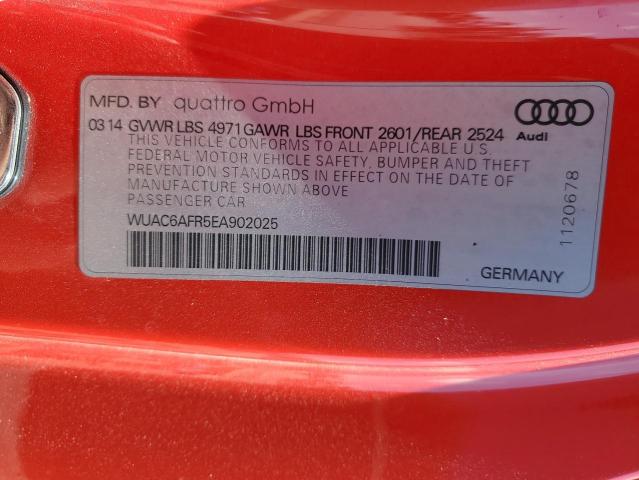 MFD. BY quattro GmbH
Audi
03 14 GVWR LBS 4971 GAWR LBS FRONT 2601/REAR 2524
THIS VEHICLE CONFORMS TO ALL APPLICABLE U S
FEDERAL MOTOR VEHICLE SAFETY, BUMPER AND THEFT
PREVENTION STANDARDS IN EFFECT ON THE DATE OF
MANUFACTURE SHOWN ABOVE
PASSENGER CAR
WUAC6AFR5EA902025
GERMANY
1120678